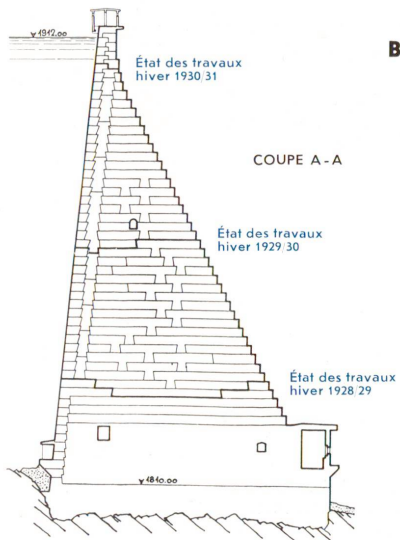 1912.00
B
État des travaux
hiver 1930/31
COUPE A-A
État des travaux
hiver 1929/30
État des travaux
hiver 1928/29
1810.00